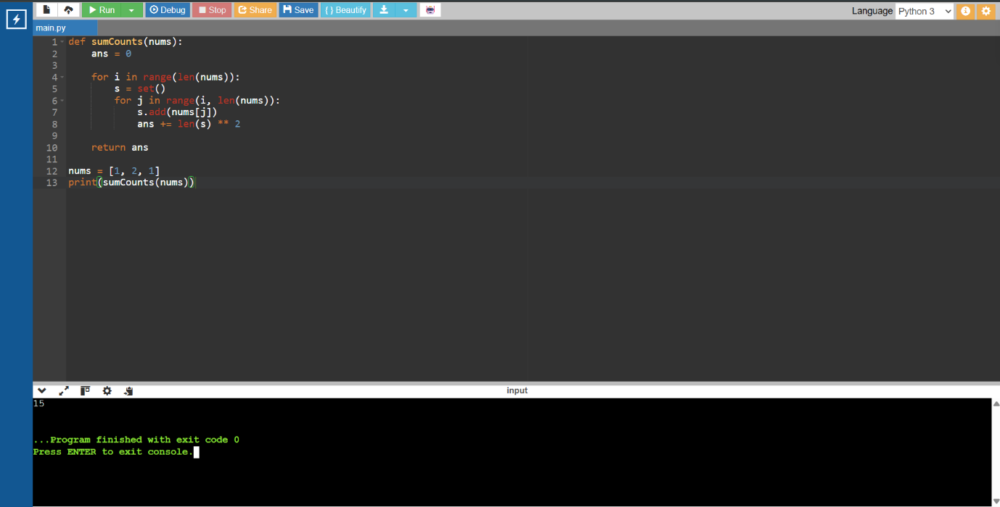 Run Debug Stop Share Save { } Beautify Language Python 3
main.py
1 def sumCounts(nums):
2     ans = 0
3
4     for i in range(len(nums)):
5         s = set()
6         for j in range(i, len(nums)):
7             s.add(nums[j])
8             ans += len(s) ** 2
9
10     return ans
11
12 nums = [1, 2, 1]
13 print(sumCounts(nums))
input
15
...Program finished with exit code 0
Press ENTER to exit console.